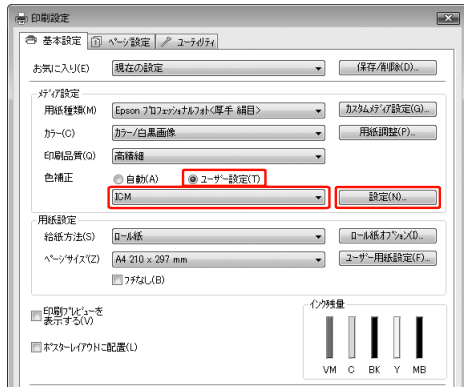 印刷設定
基本設定 ページ設定 ユーティリティ
お気に入り(E) 現在の設定 保存/削除(D)...
メディア設定
用紙種類(M) Epson プロフェッショナルフォト<厚手 絹目> カスタムメディア設定(G)...
カラー(C) カラー/白黒画像 用紙調整(P)...
印刷品質(Q) 高精細
色補正 自動(A) ユーザー設定(T)
ICM 設定(N)...
用紙設定
給紙方法(S) ロール紙 ロール紙オプション(I)...
ページサイズ(Z) A4 210 x 297 mm ユーザー用紙設定(F)...
フチなし(B)
印刷プレビューを
表示する(V)
ポスターレイアウトに配置(L)
インク残量
VM C BK Y MB